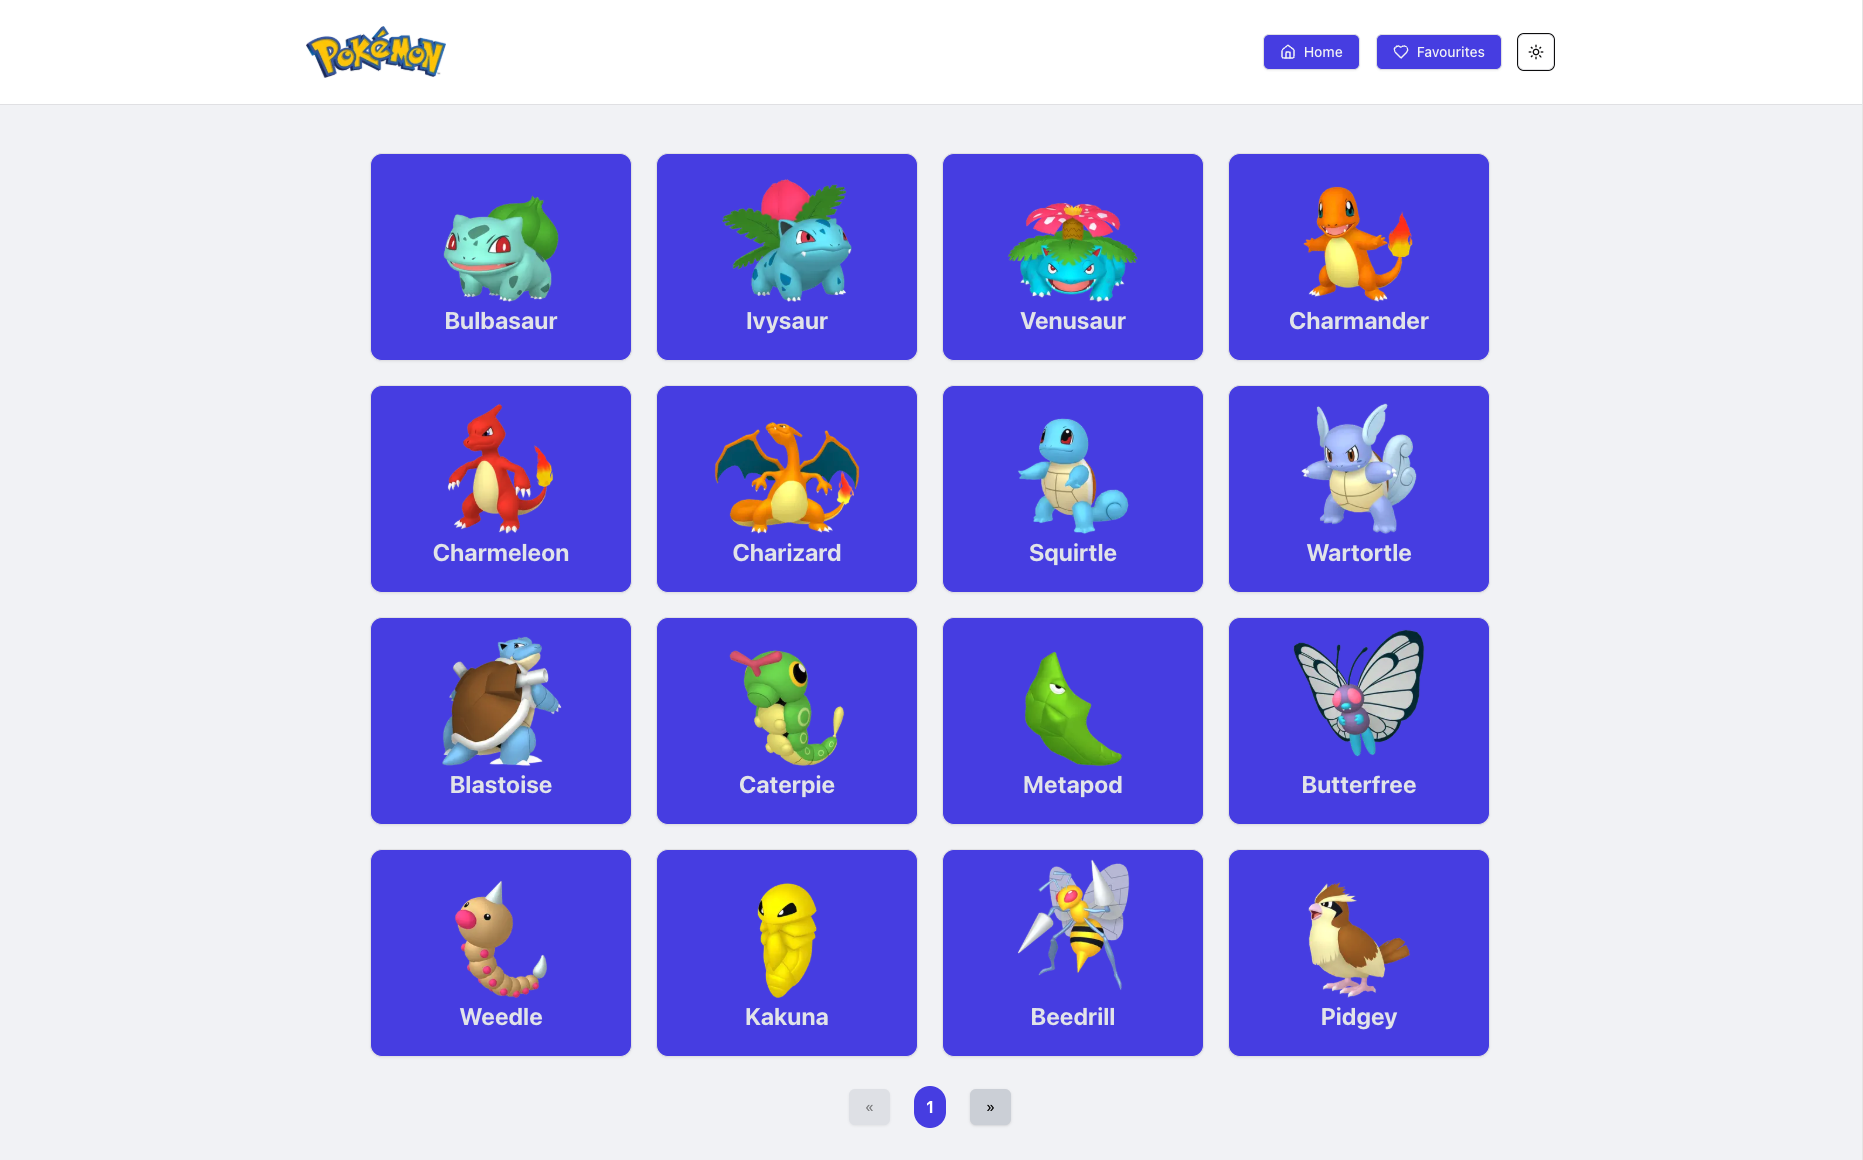 POKéMON
Home
Favourites
Bulbasaur
Ivysaur
Venusaur
Charmander
Charmeleon
Charizard
Squirtle
Wartortle
Blastoise
Caterpie
Metapod
Butterfree
Weedle
Kakuna
Beedrill
Pidgey
« 1 »